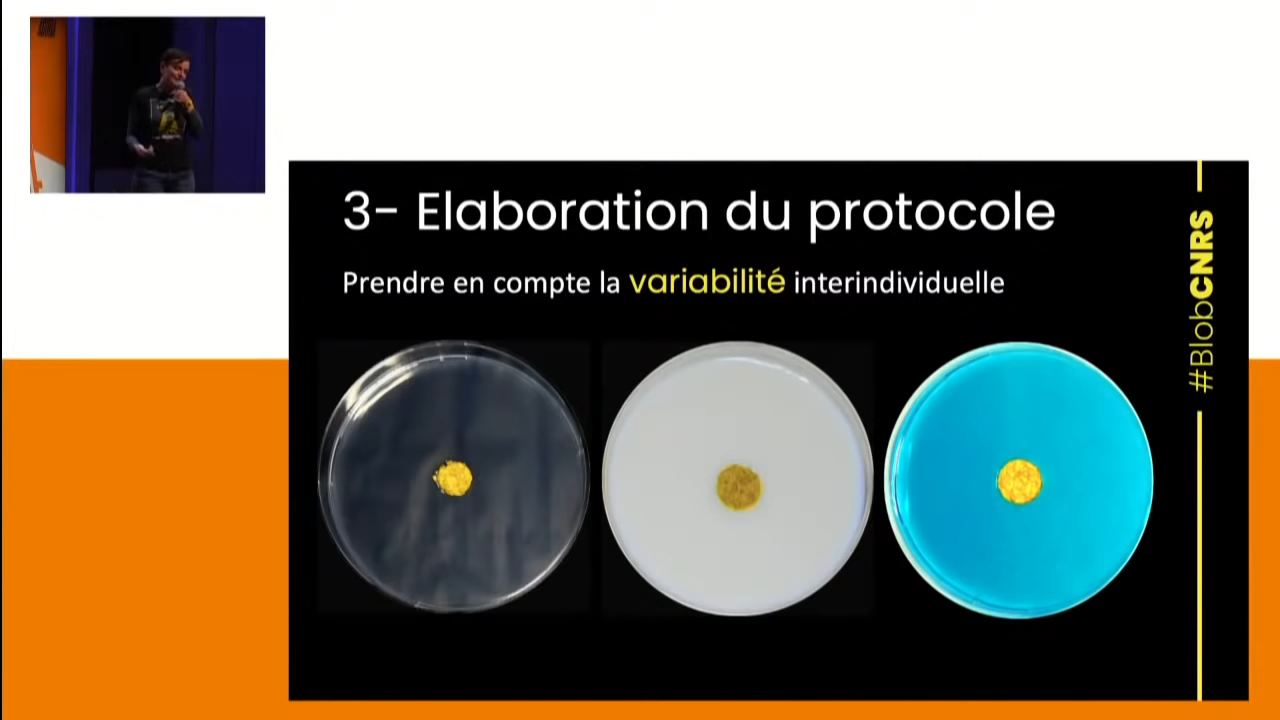 3- Elaboration du protocole
Prendre en compte la variabilité interindividuelle
#BlobCNRS